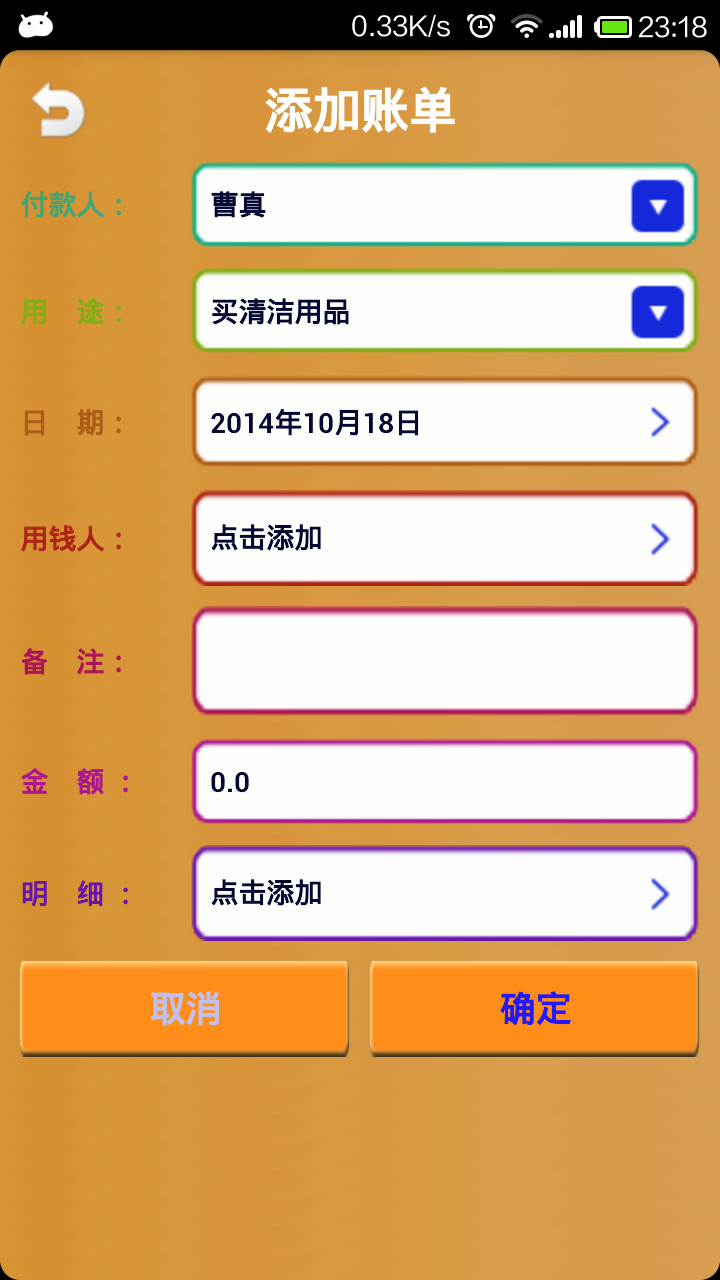 0.33K/s 23:18
添加账单
付款人： 曹真
用 途： 买清洁用品
日 期： 2014年10月18日
用钱人： 点击添加
备 注：
金 额： 0.0
明 细： 点击添加
取消 确定